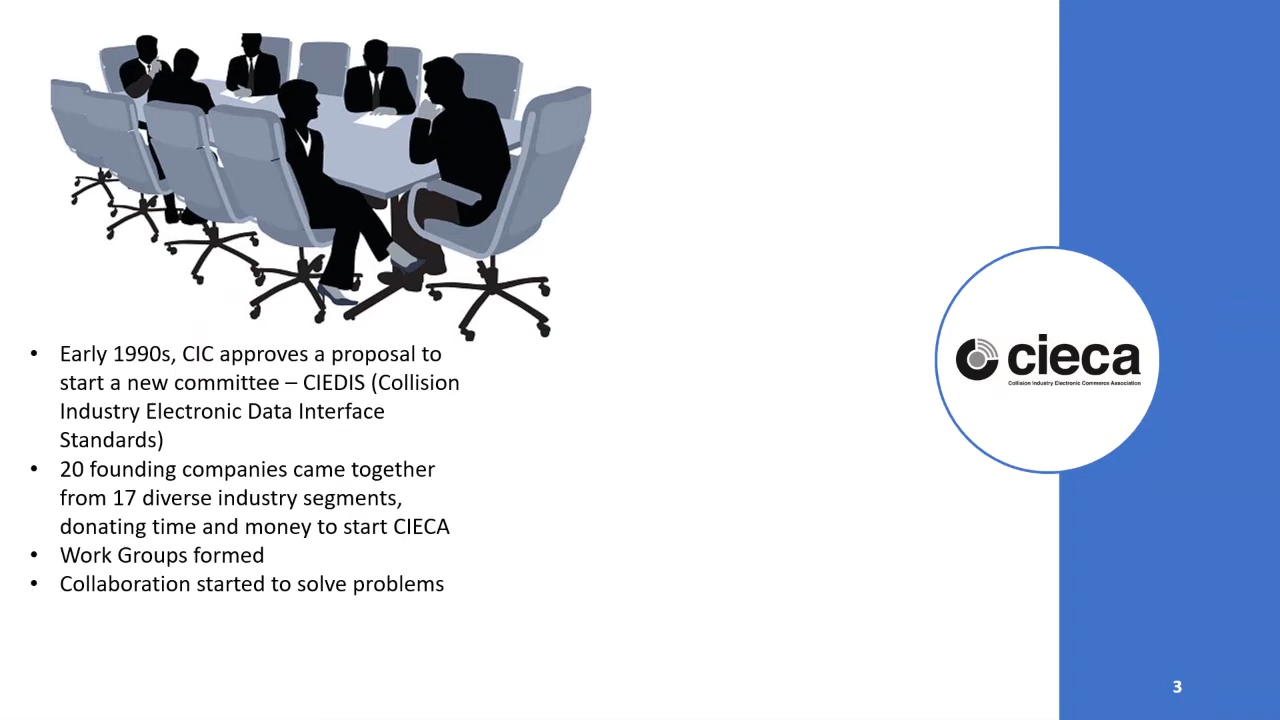 • Early 1990s, CIC approves a proposal to
start a new committee – CIEDIS (Collision
Industry Electronic Data Interface
Standards)
• 20 founding companies came together
from 17 diverse industry segments,
donating time and money to start CIECA
• Work Groups formed
• Collaboration started to solve problems
cieca
Collision Industry Electronic Commerce Association
3